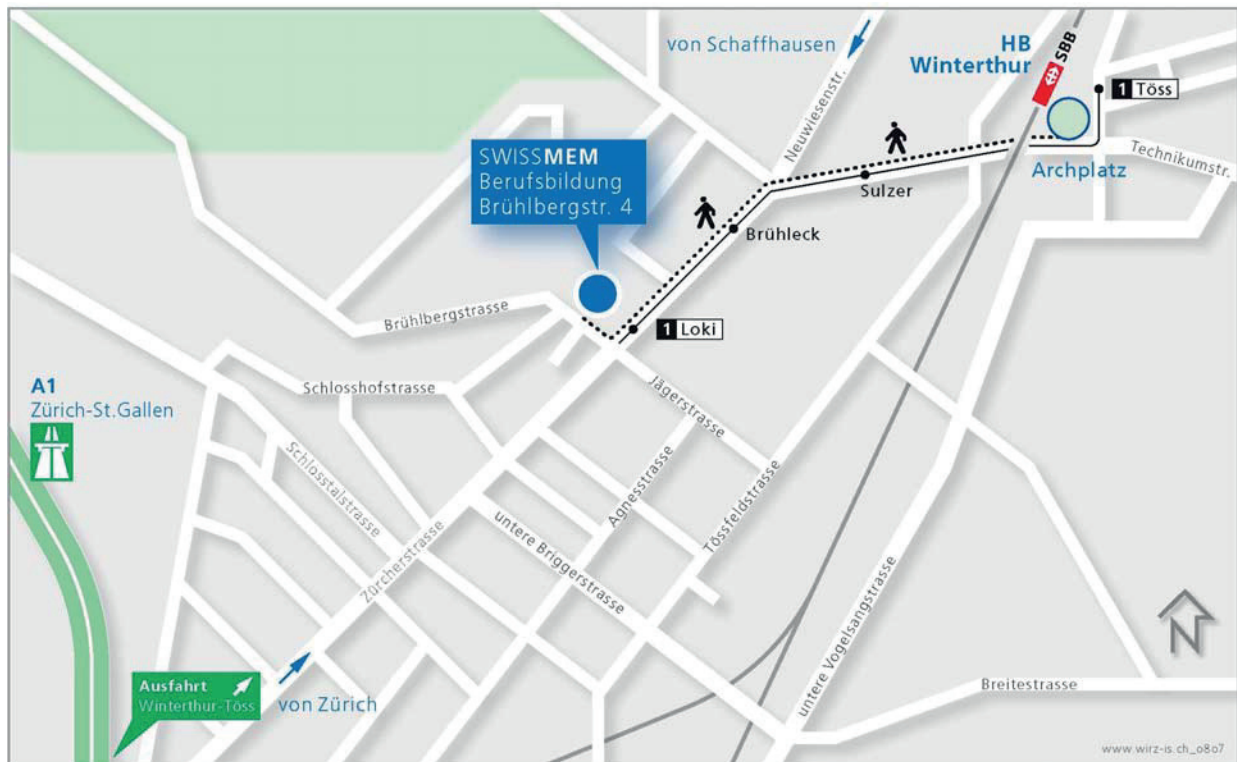 von Schaffhausen
HB
Winterthur
SBB
1 Töss
Neuwiesenstr.
Technikumstr.
Archplatz
SWISSMEM
Berufsbildung
Brühlbergstr. 4
Sulzer
Brühleck
Brühlbergstrasse
1 Loki
A1
Zürich-St.Gallen
Schlosshofstrasse
Jägerstrasse
Schlosstalstrasse
Agnesstrasse
Tössfeldstrasse
Zürcherstrasse
untere Briggerstrasse
untere Vogelsangstrasse
N
Ausfahrt
Winterthur-Töss
von Zürich
Breitestrasse
www.wirz-is.ch_0807